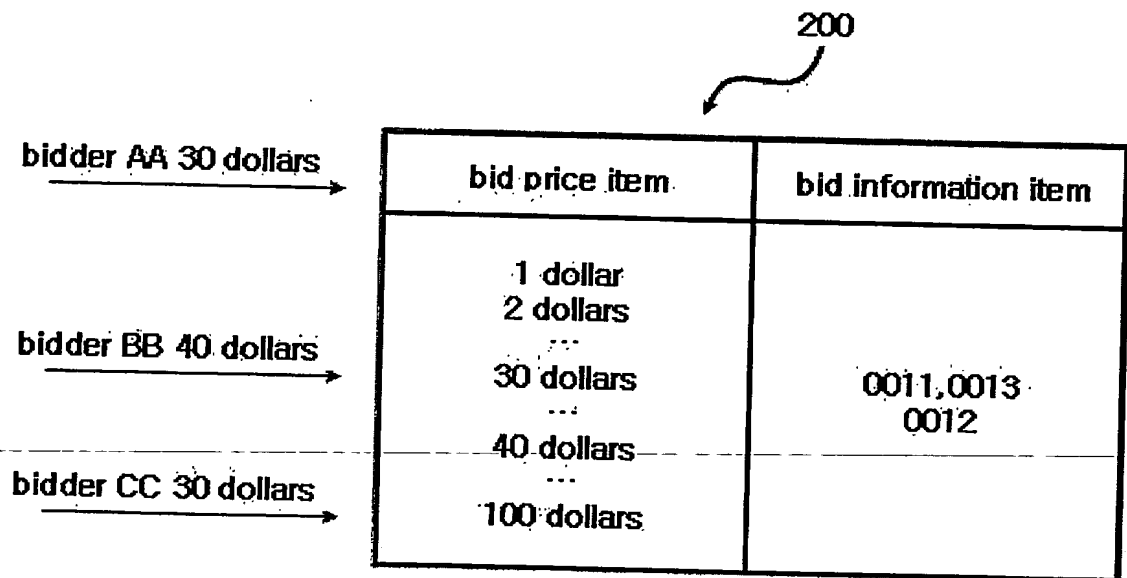 200
bidder AA 30 dollars
bid price item
bid information item
1 dollar
2 dollars
...
bidder BB 40 dollars
30 dollars
0011,0013
...
0012
40 dollars
...
bidder CC 30 dollars
100 dollars